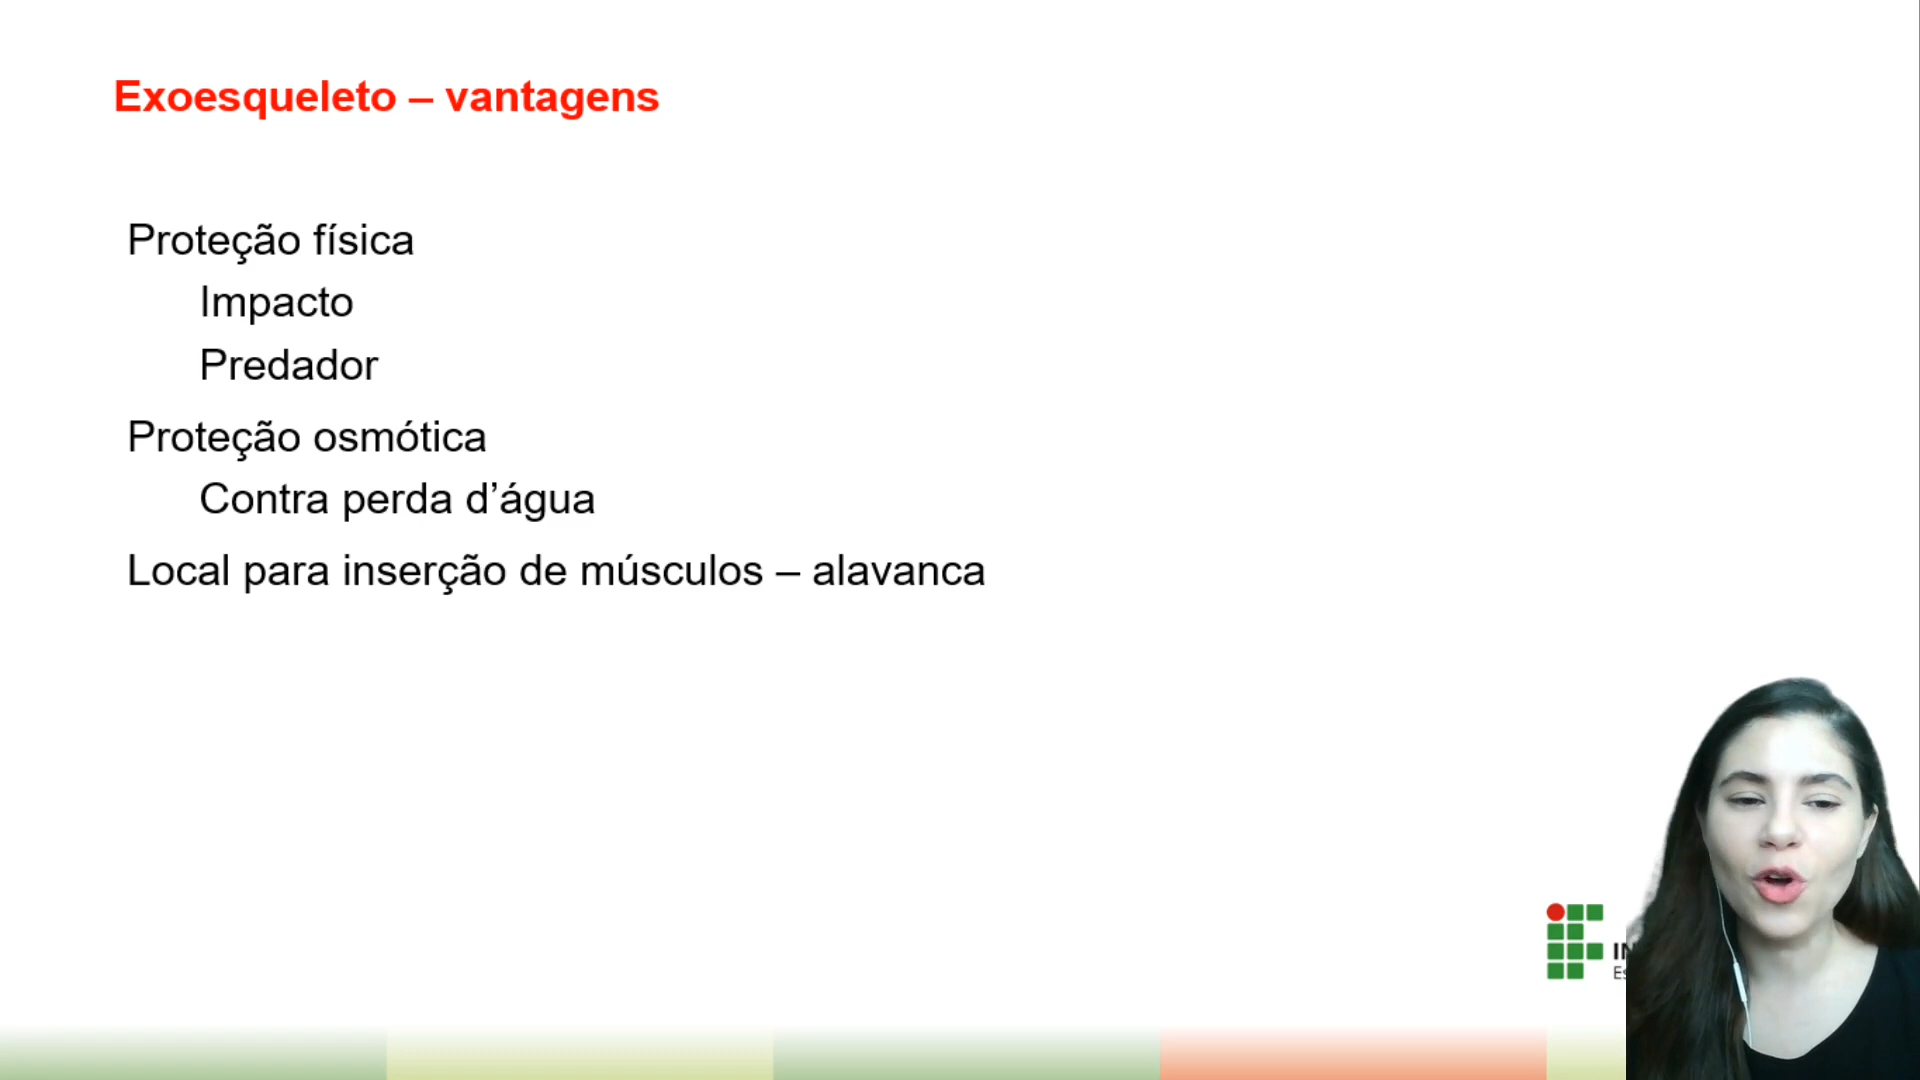 Exoesqueleto – vantagens
Proteção física
Impacto
Predador
Proteção osmótica
Contra perda d’água
Local para inserção de músculos – alavanca